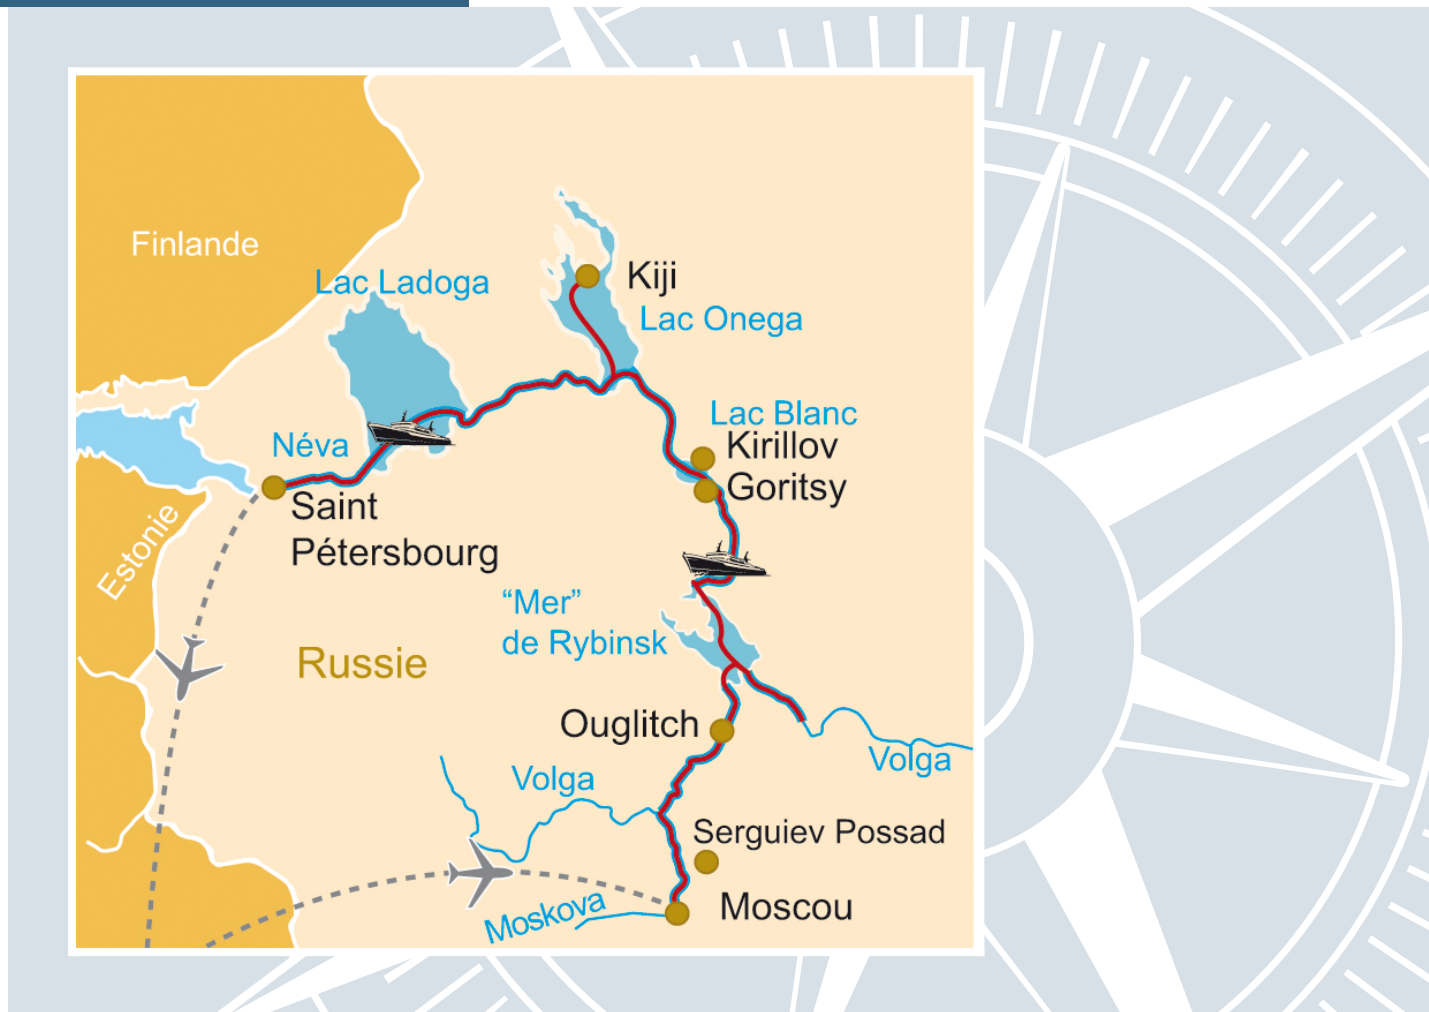 Finlande
Lac Ladoga
Kiji
Lac Onega
Lac Blanc
Néva
Kirillov
Goritsy
Saint
Pétersbourg
Estonie
“Mer”
de Rybinsk
Russie
Ouglitch
Volga
Volga
Serguiev Possad
Moskova
Moscou